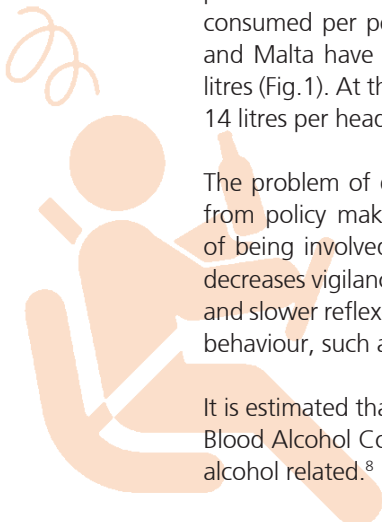 consumed per pe
and Malta have
litres (Fig.1). At th
14 litres per head
The problem of
from policy mak
of being involved
decreases vigilanc
and slower reflex
behaviour, such a
It is estimated tha
Blood Alcohol Co
alcohol related.8